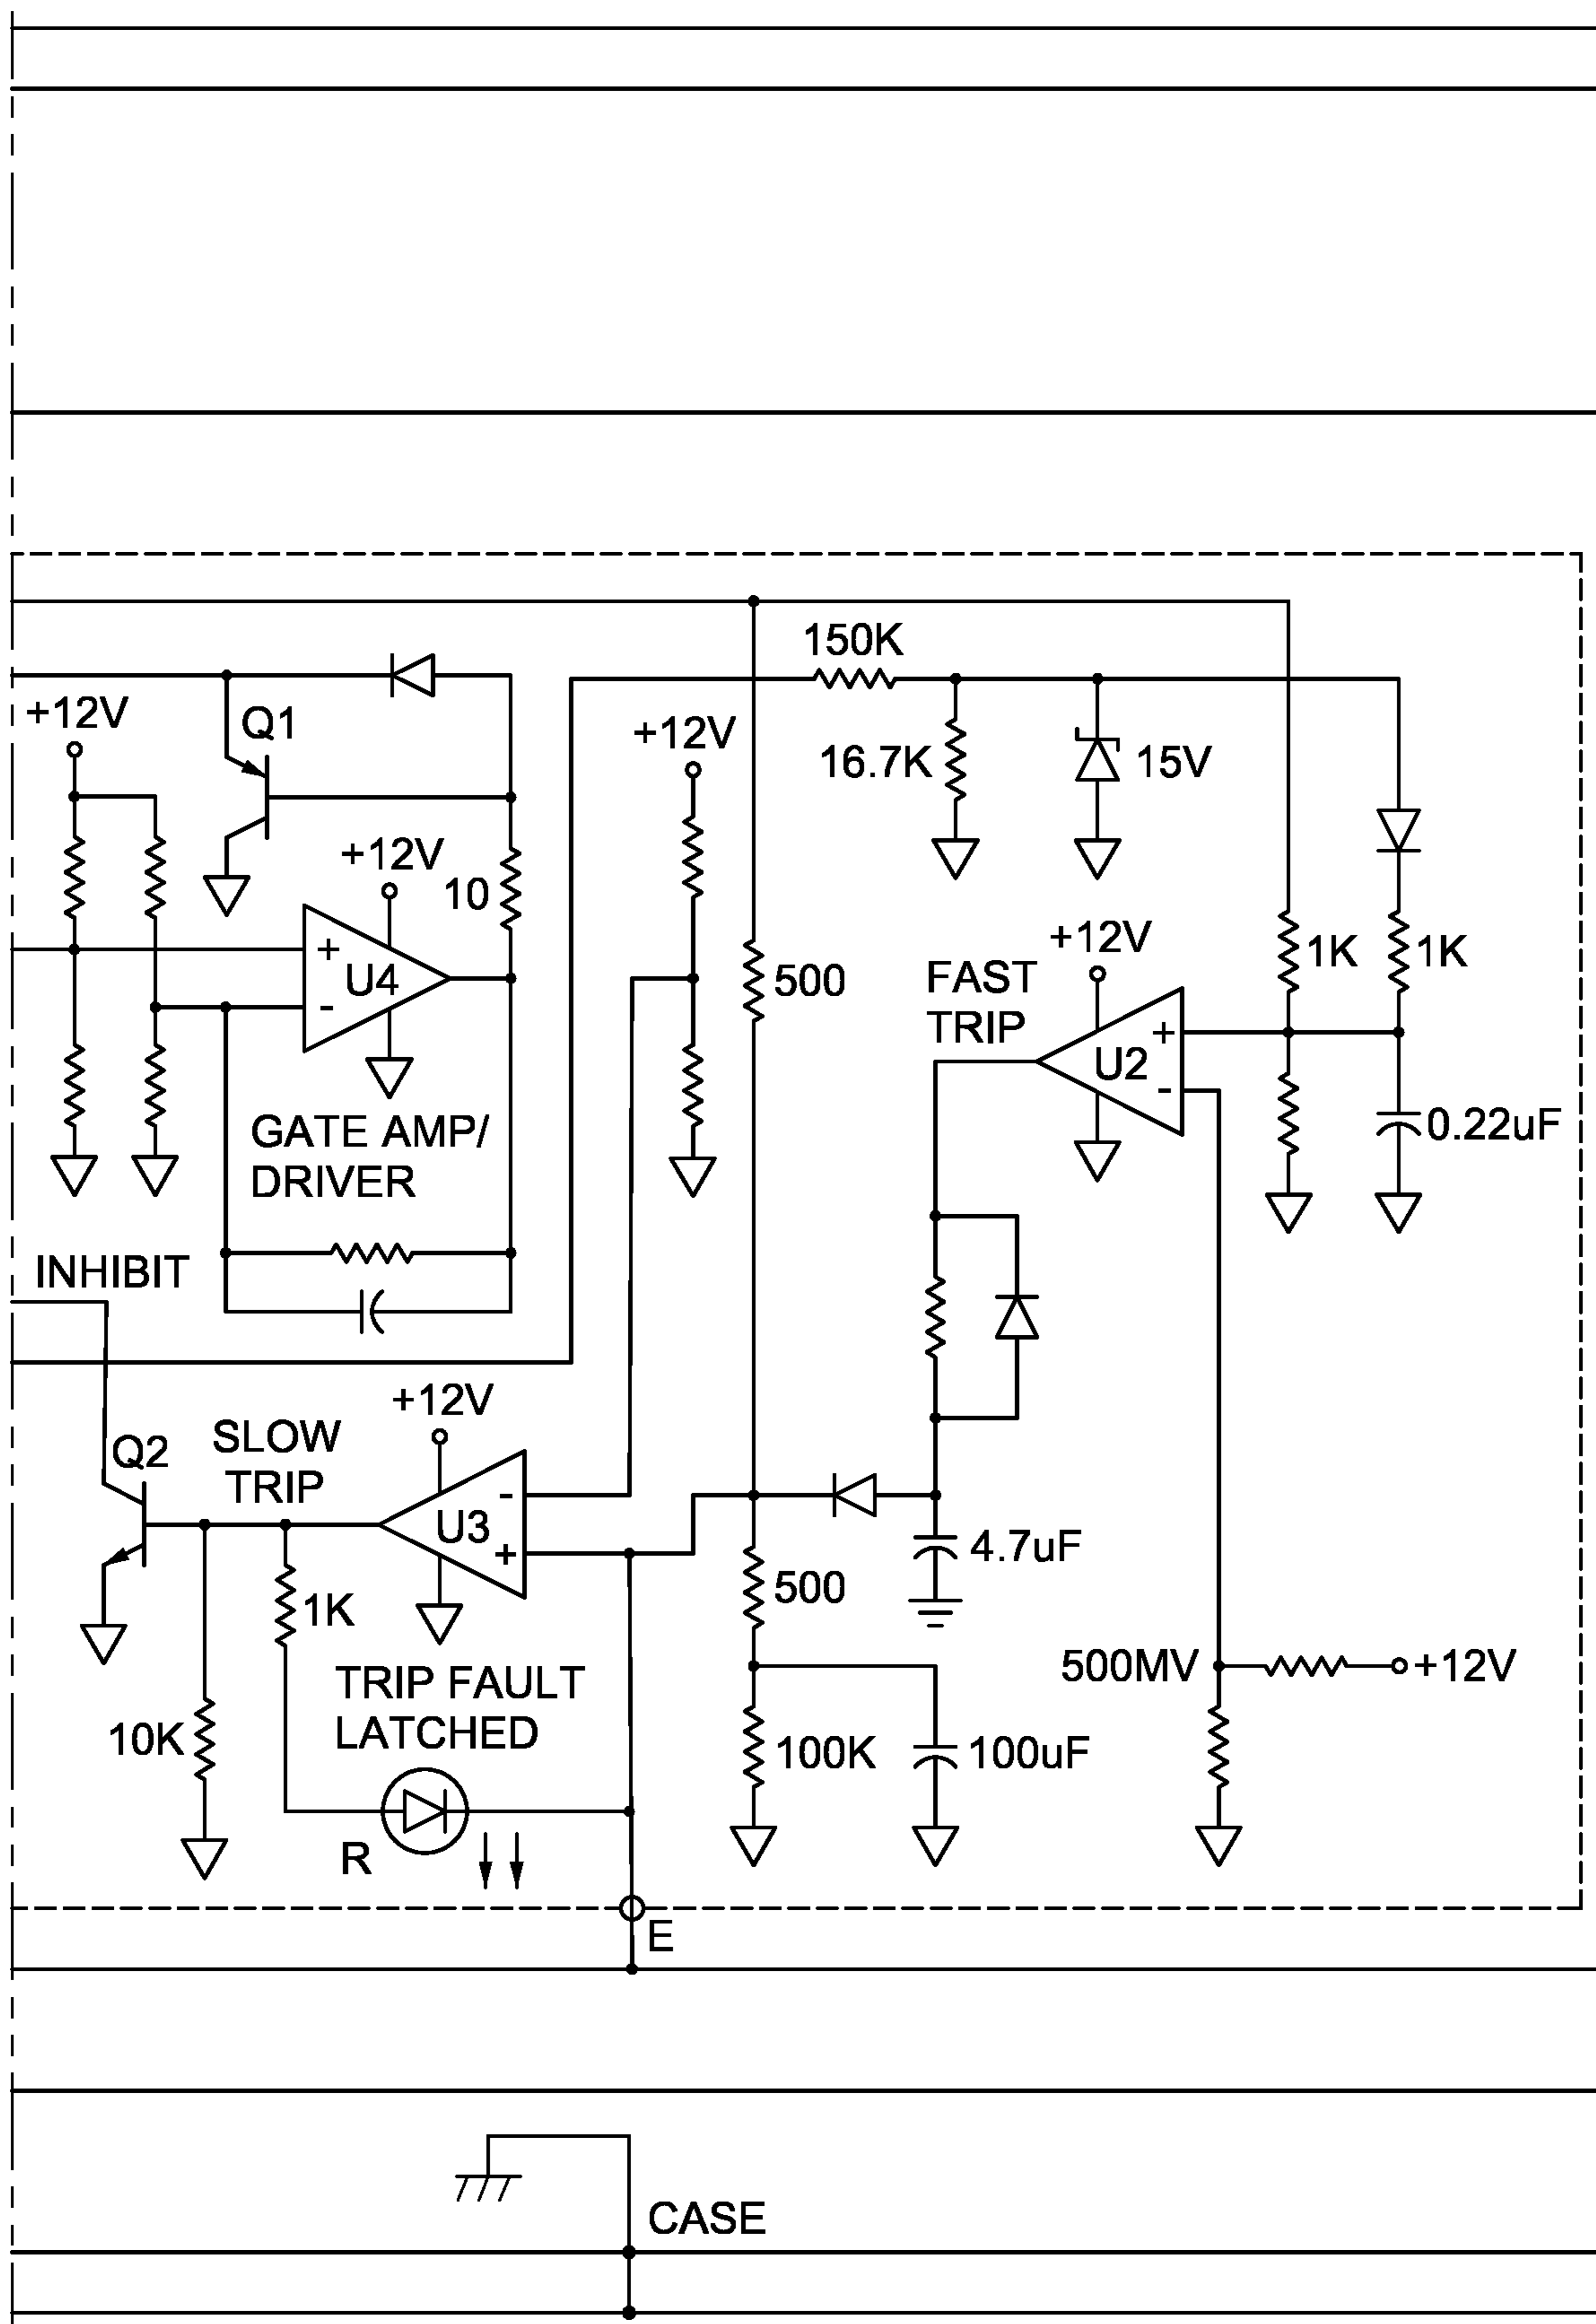 150K
+12V
Q1
+12V
16.7K
15V
+12V
10
+
U4
-
500
FAST
TRIP
+12V
1K
1K
+
U2
-
0.22uF
GATE AMP/
DRIVER
INHIBIT
+12V
SLOW
TRIP
Q2
-
U3
+
4.7uF
1K
500
TRIP FAULT
LATCHED
500MV
+12V
10K
100K
100uF
R
E
CASE